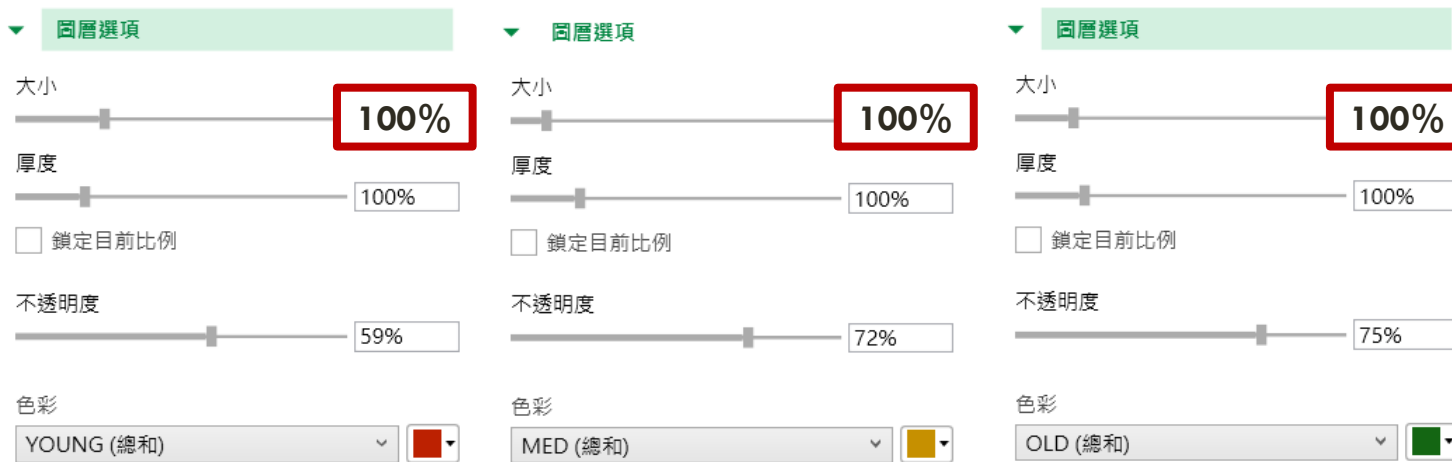 圖層選項
大小
100%
厚度
100%
鎖定目前比例
不透明度
59%
色彩
YOUNG (總和)
圖層選項
大小
100%
厚度
100%
鎖定目前比例
不透明度
72%
色彩
MED (總和)
圖層選項
大小
100%
厚度
100%
鎖定目前比例
不透明度
75%
色彩
OLD (總和)